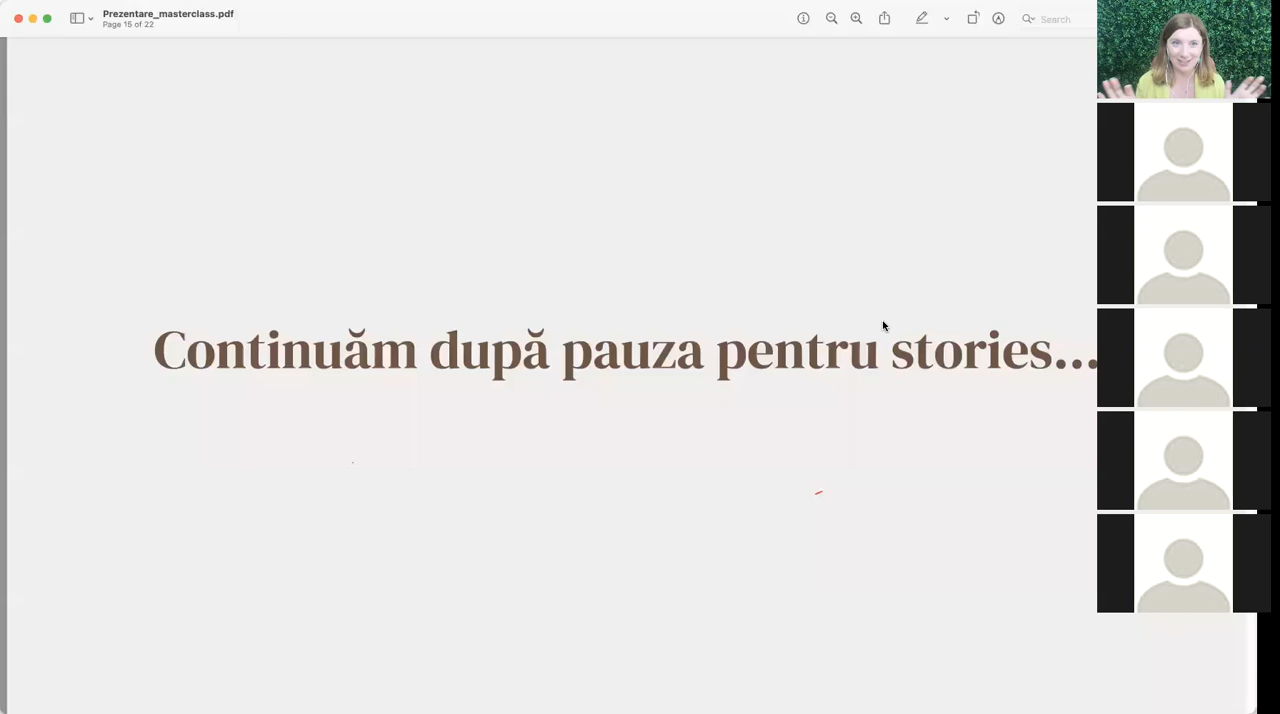 Prezentare_masterclass.pdf
Page 15 of 22
Search
Continuăm după pauza pentru stories...